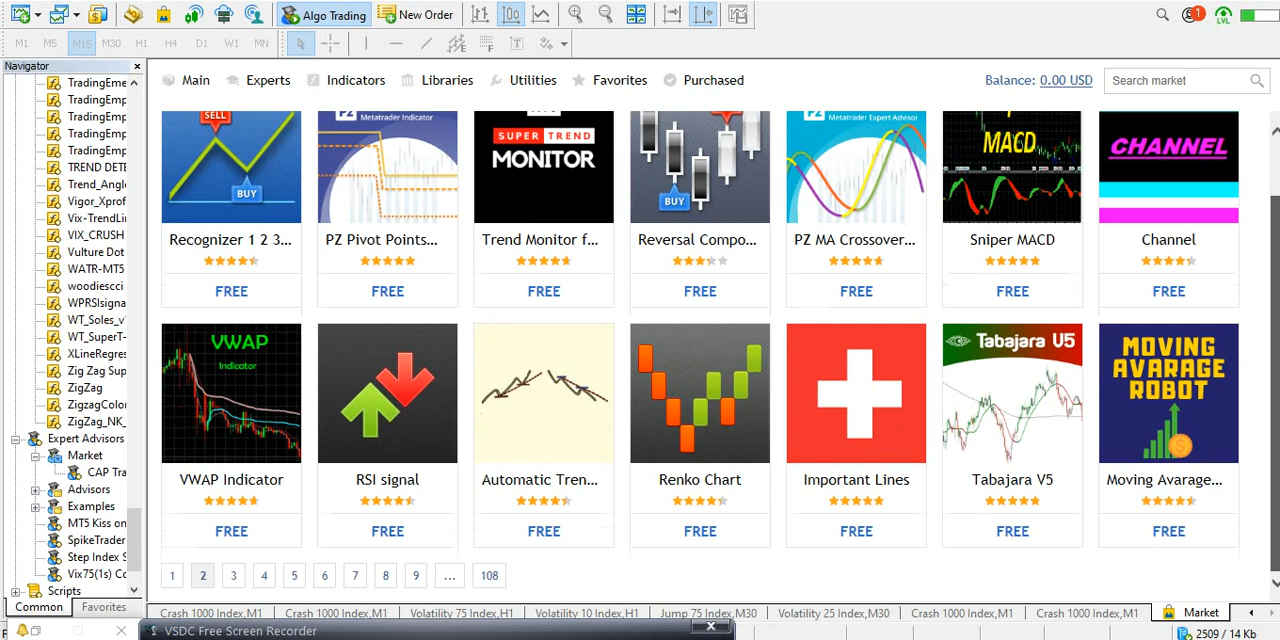 Algo Trading
New Order
1
LVL
M1 M5 M15 M30 H1 H4 D1 W1 MN
Navigator
Main Experts Indicators Libraries Utilities Favorites Purchased
Balance: 0.00 USD
Search market
TradingEme
TradingEmp
TradingEmp
TradingEmp
TradingEmp
TREND DETE
Trend_Angle
Vigor_Xprof
Vix-TrendLin
VIX_CRUSH
Vulture Dot
WATR-MT5
woodiescci
WPRSIsigna
WT_Soles_v
WT_SuperT-
XLineRegres
Zig Zag Sup
ZigZag
ZigzagColor
ZigZag_NK_
Expert Advisors
Market
CAP Tra
Advisors
Examples
MT5 Kiss on
SpikeTrader
Step Index S
Vix75(1s) Co
Scripts
Common Favorites
SELL
BUY
PZ
Metatrader Indicator
SUPER TREND
MONITOR
BUY
PZ
Metatrader Expert Advisor
MACD
CHANNEL
Recognizer 1 2 3... PZ Pivot Points... Trend Monitor f... Reversal Compo... PZ MA Crossover... Sniper MACD Channel
FREE FREE FREE FREE FREE FREE FREE
VWAP
Indicator
Tabajara V5
MOVING
AVARAGE
ROBOT
VWAP Indicator RSI signal Automatic Tren... Renko Chart Important Lines Tabajara V5 Moving Avarage...
FREE FREE FREE FREE FREE FREE FREE
1 2 3 4 5 6 7 8 9 ... 108
Crash 1000 Index,M1 Crash 1000 Index,M1 Volatility 75 Index,H1 Volatility 10 Index,H1 Jump 75 Index,M30 Volatility 25 Index,M30 Crash 1000 Index,M1 Crash 1000 Index,M1 Market
VSDC Free Screen Recorder
2509 / 14 Kb